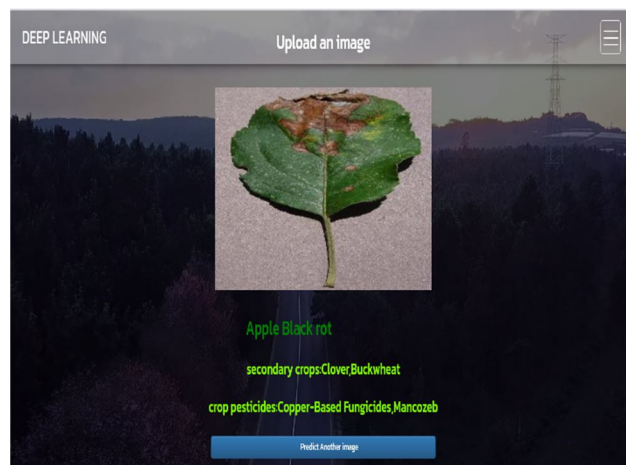 DEEP LEARNING
Upload an image
Apple Black rot
secondary crops:Clover,Buckwheat
crop pesticides:Copper-Based Fungicides,Mancozeb
Predict Another image